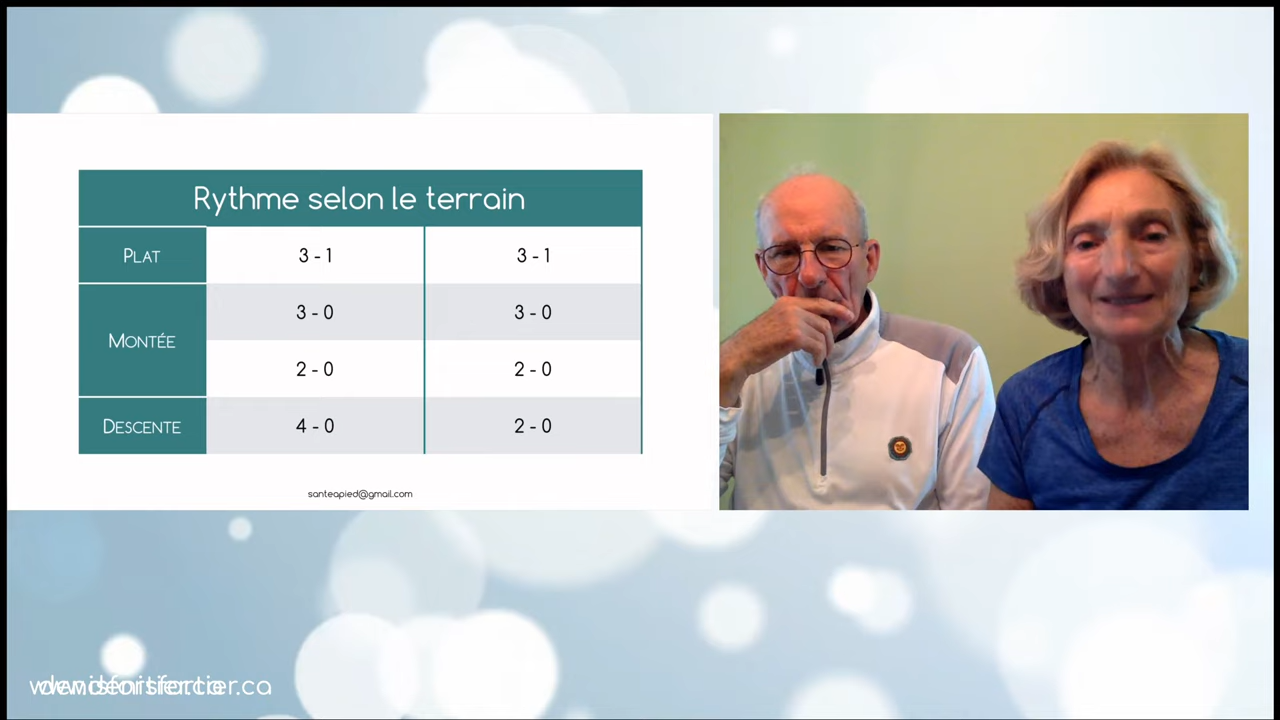 Rythme selon le terrain
PLAT 3 - 1 3 - 1
MONTÉE 3 - 0 3 - 0
2 - 0 2 - 0
DESCENTE 4 - 0 2 - 0
santeapied@gmail.com